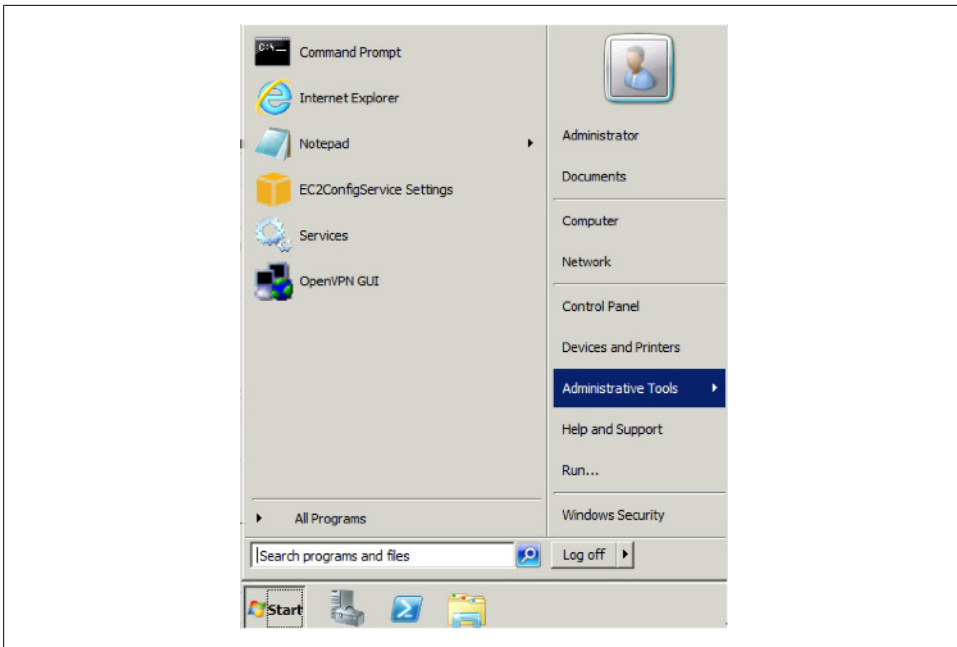 C:\
Command Prompt
Internet Explorer
Notepad
EC2ConfigService Settings
Services
OpenVPN GUI
All Programs
Search programs and files
Administrator
Documents
Computer
Network
Control Panel
Devices and Printers
Administrative Tools
Help and Support
Run...
Windows Security
Log off
Start